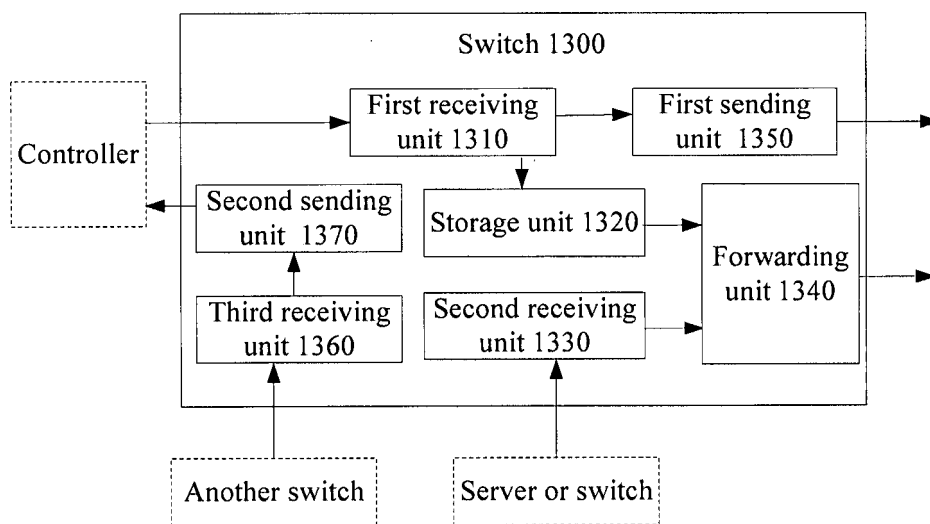 Switch 1300
First receiving
unit 1310
First sending
unit 1350
Controller
Second sending
unit 1370
Storage unit 1320
Forwarding
unit 1340
Third receiving
unit 1360
Second receiving
unit 1330
Another switch
Server or switch